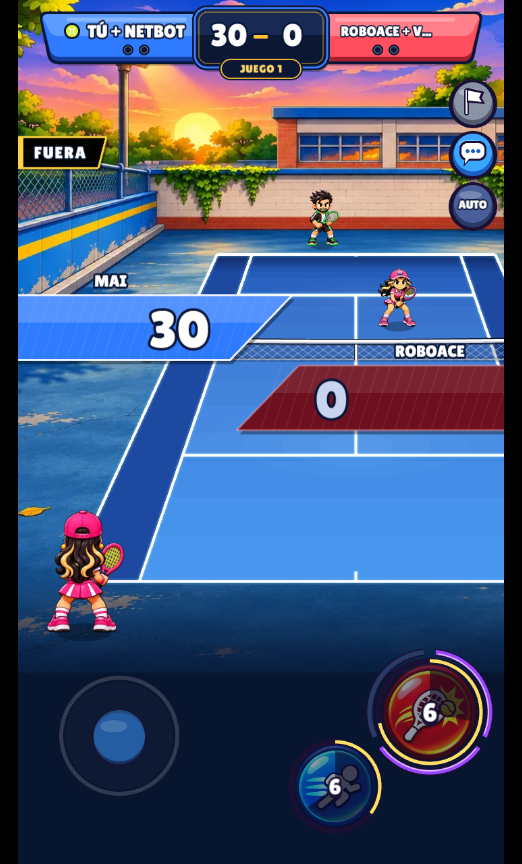 TÚ + NETBOT
30 – 0
ROBOACE + V...
JUEGO 1
FUERA
AUTO
MAI
30
ROBOACE
0
6
6